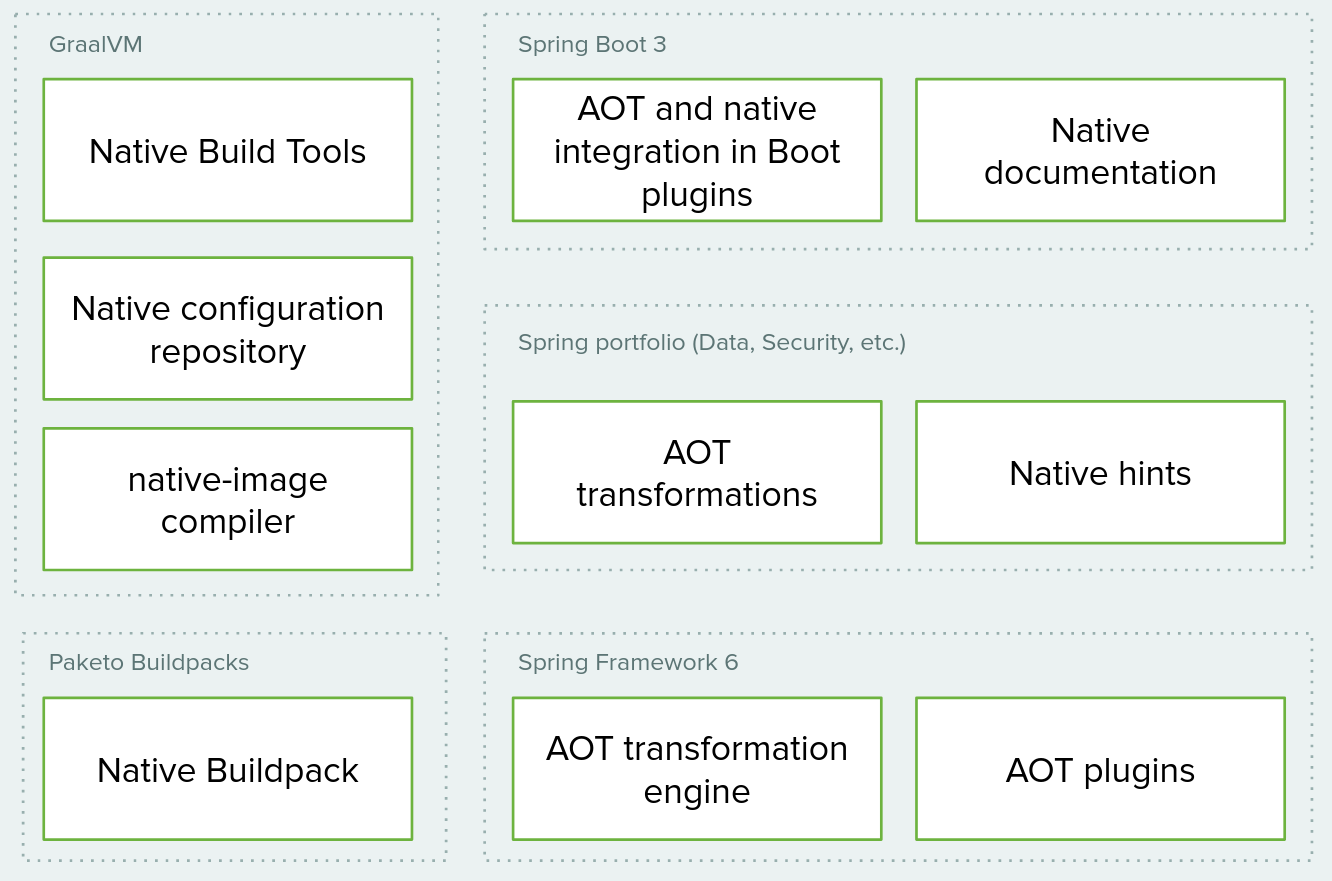 GraalVM
Native Build Tools
Native configuration
repository
native-image
compiler
Paketo Buildpacks
Native Buildpack
Spring Boot 3
AOT and native
integration in Boot
plugins
Native
documentation
Spring portfolio (Data, Security, etc.)
AOT
transformations
Native hints
Spring Framework 6
AOT transformation
engine
AOT plugins